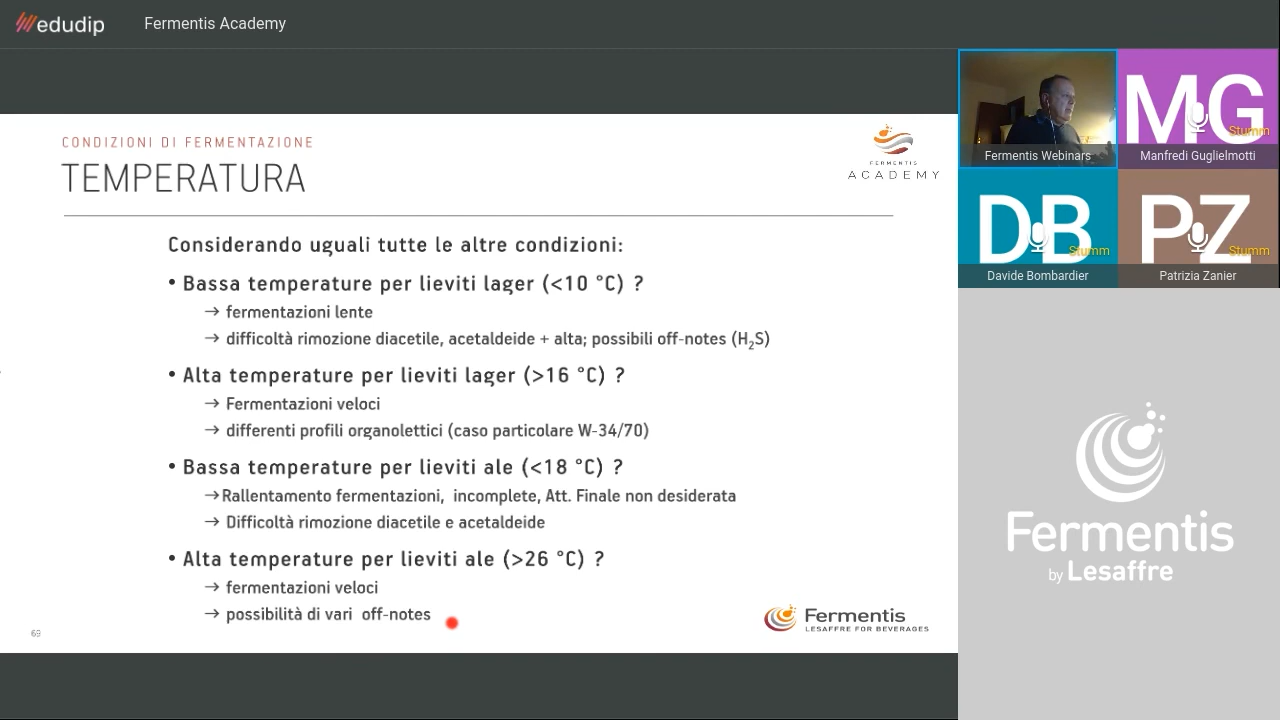 edudip
Fermentis Academy
CONDIZIONI DI FERMENTAZIONE
TEMPERATURA
FERMENTIS
ACADEMY
Considerando uguali tutte le altre condizioni:
• Bassa temperature per lieviti lager (<10 °C) ?
→ fermentazioni lente
→ difficoltà rimozione diacetile, acetaldeide + alta; possibili off-notes (H₂S)
• Alta temperature per lieviti lager (>16 °C) ?
→ Fermentazioni veloci
→ differenti profili organolettici (caso particolare W-34/70)
• Bassa temperature per lieviti ale (<18 °C) ?
→Rallentamento fermentazioni, incomplete, Att. Finale non desiderata
→ Difficoltà rimozione diacetile e acetaldeide
• Alta temperature per lieviti ale (>26 °C) ?
→ fermentazioni veloci
→ possibilità di vari off-notes
Fermentis
LESAFFRE FOR BEVERAGES
Fermentis Webinars
MG
Stumm
Manfredi Guglielmotti
DB
Stumm
Davide Bombardier
PZ
Stumm
Patrizia Zanier
Fermentis
by Lesaffre